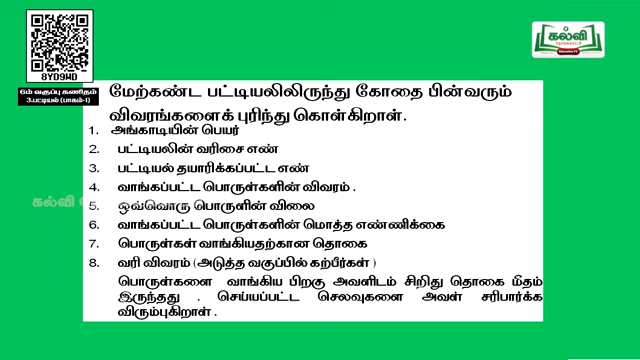 கல்வி
8YD9WD
6ம் வகுப்பு கணிதம்
3.பட்டியல் (பாகம்-1)
மேற்கண்ட பட்டியலிலிருந்து கோதை பின்வரும்
விவரங்களைக் புரிந்து கொள்கிறாள்.
1. அங்காடியின் பெயர்
2. பட்டியலின் வரிசை எண்
3. பட்டியல் தயாரிக்கப்பட்ட எண்
4. வாங்கப்பட்ட பொருள்களின் விவரம் .
5. ஒவ்வொரு பொருளின் விலை
6. வாங்கப்பட்ட பொருள்களின் மொத்த எண்ணிக்கை
7. பொருள்கள் வாங்கியதற்கான தொகை
8. வரி விவரம் (அடுத்த வகுப்பில் கற்பீர்கள் )
பொருள்களை வாங்கிய பிறகு அவளிடம் சிறிது தொகை மீதம்
இருந்தது . செய்யப்பட்ட செலவுகளை அவள் சரிபார்க்க
விரும்புகிறாள் .
கல்வி